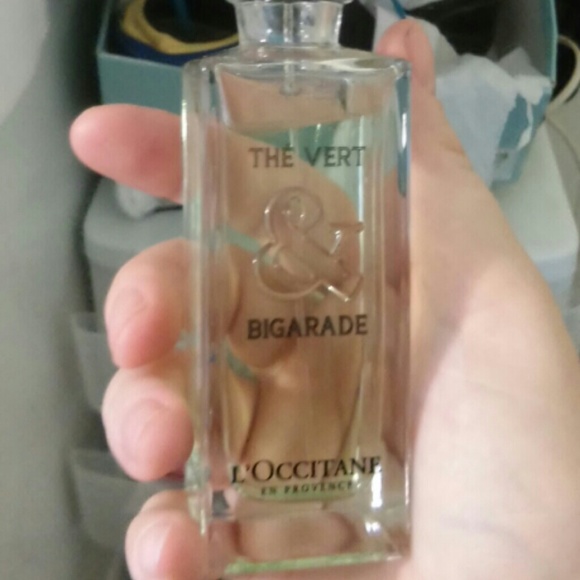 THÉ VERT
&
BIGARADE
L'OCCITANE
EN PROVENCE